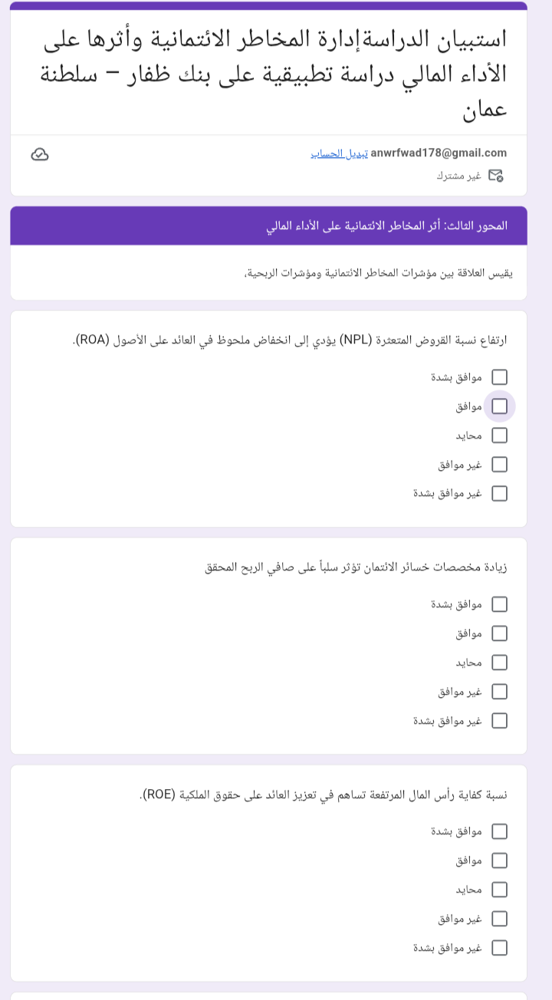 استبيان الدراسةإدارة المخاطر الائتمانية وأثرها على
الأداء المالي دراسة تطبيقية على بنك ظفار – سلطنة
عمان
anwrfwad178@gmail.com تبديل الحساب
غير مشترك
المحور الثالث: أثر المخاطر الائتمانية على الأداء المالي
يقيس العلاقة بين مؤشرات المخاطر الائتمانية ومؤشرات الربحية،
ارتفاع نسبة القروض المتعثرة (NPL) يؤدي إلى انخفاض ملحوظ في العائد على الأصول (ROA).
موافق بشدة
موافق
محايد
غير موافق
غير موافق بشدة
زيادة مخصصات خسائر الائتمان تؤثر سلباً على صافي الربح المحقق
موافق بشدة
موافق
محايد
غير موافق
غير موافق بشدة
نسبة كفاية رأس المال المرتفعة تساهم في تعزيز العائد على حقوق الملكية (ROE).
موافق بشدة
موافق
محايد
غير موافق
غير موافق بشدة